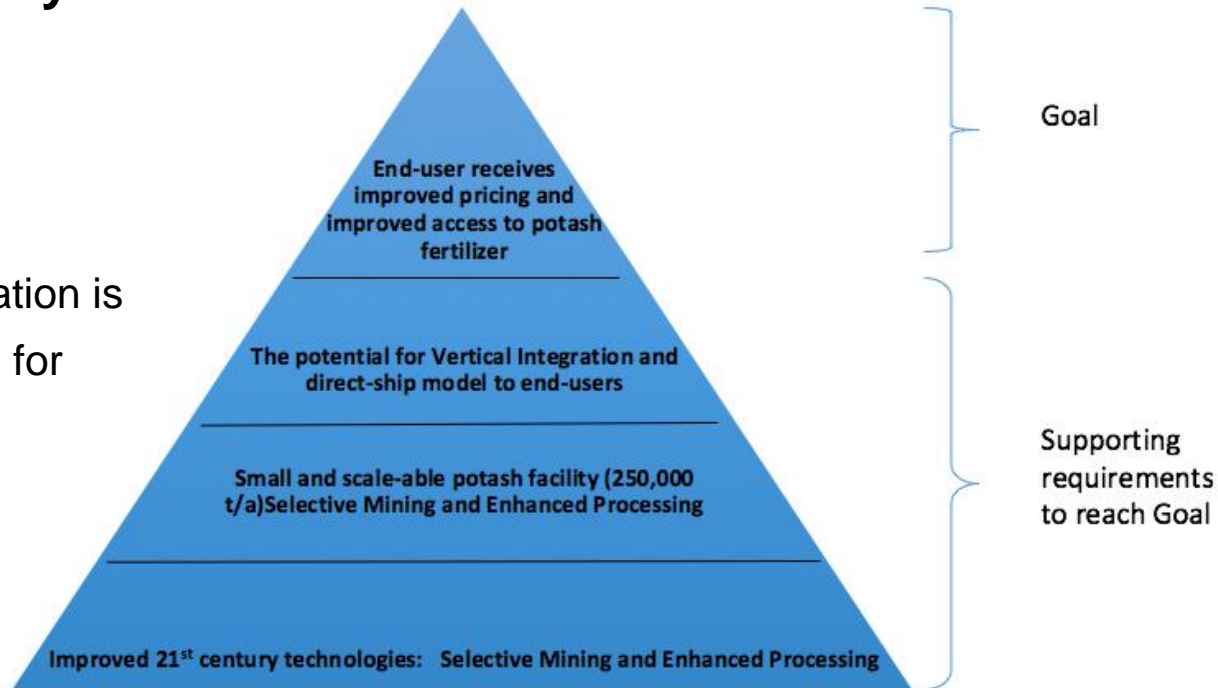 y
Goal
End-user receives
improved pricing and
improved access to potash
fertilizer
ation is
for
The potential for Vertical Integration and
direct-ship model to end-users
Supporting
requirements
to reach Goal
Small and scale-able potash facility (250,000
t/a)Selective Mining and Enhanced Processing
Improved 21st century technologies: Selective Mining and Enhanced Processing